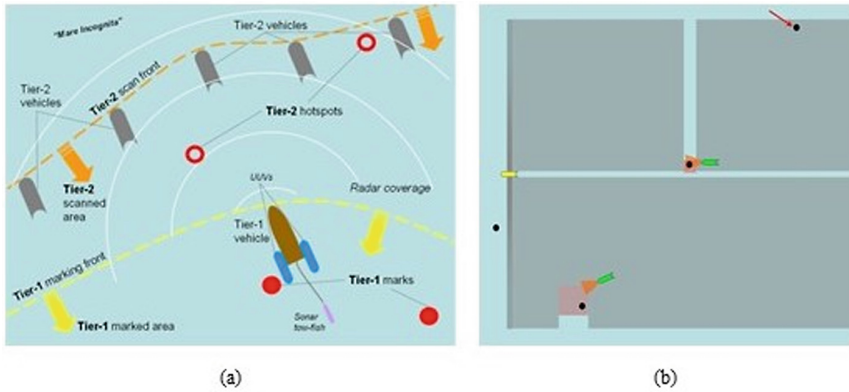 "Mare Incognita"
Tier-2 vehicles
Tier-2
vehicles
Tier-2 scan front
Tier-2 hotspots
Tier-2
scanned
area
UUVs
Radar coverage
Tier-1
vehicle
Tier-1 marking front
Tier-1 marks
Tier-1 marked area
Sonar
tow-fish
(a)
(b)